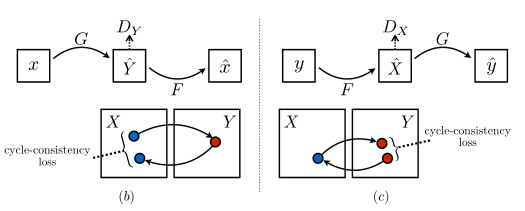 D_Y
G
x
Ŷ
x̂
F
X
Y
cycle-consistency
loss
(b)
D_X
G
y
X̂
ŷ
F
X
Y
cycle-consistency
loss
(c)